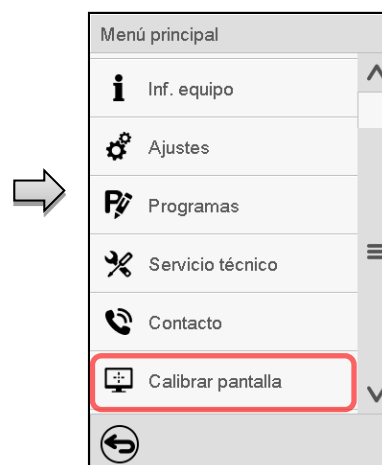 Menú principal
Inf. equipo
Ajustes
Programas
Servicio técnico
Contacto
Calibrar pantalla